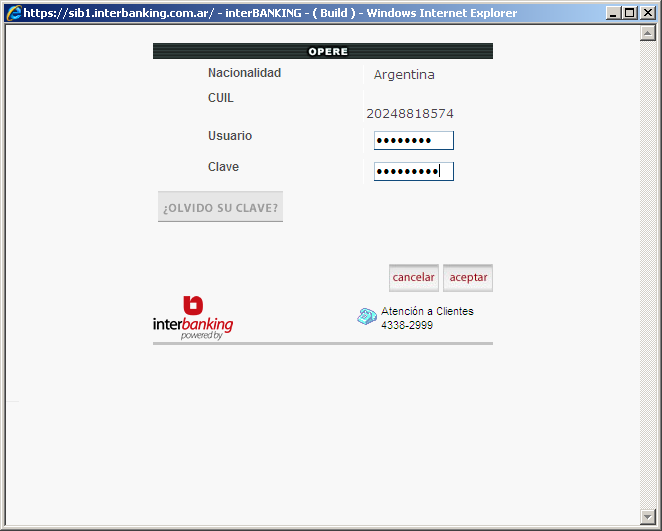 https://sib1.interbanking.com.ar/ - interBANKING - ( Build ) - Windows Internet Explorer
OPERE
Nacionalidad Argentina
CUIL
20248818574
Usuario ••••••••
Clave •••••••••
¿OLVIDO SU CLAVE?
cancelar aceptar
interbanking
powered by
Atención a Clientes
4338-2999